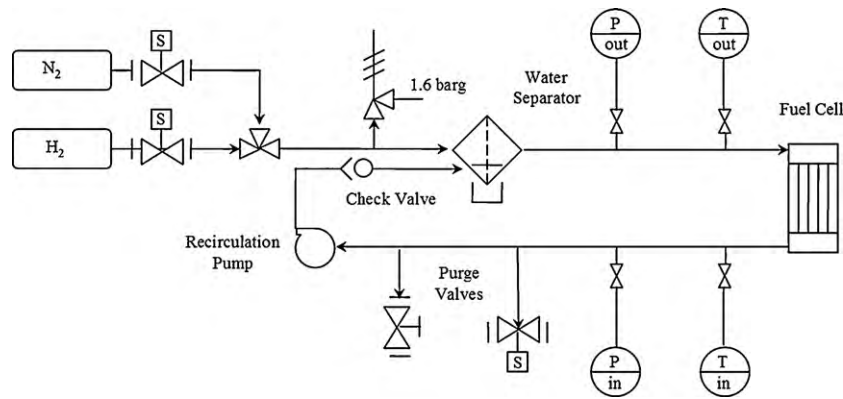 S
N2
S
H2
1.6 barg
Water
Separator
P
out
T
out
Fuel Cell
Check Valve
Recirculation
Pump
Purge
Valves
S
P
in
T
in